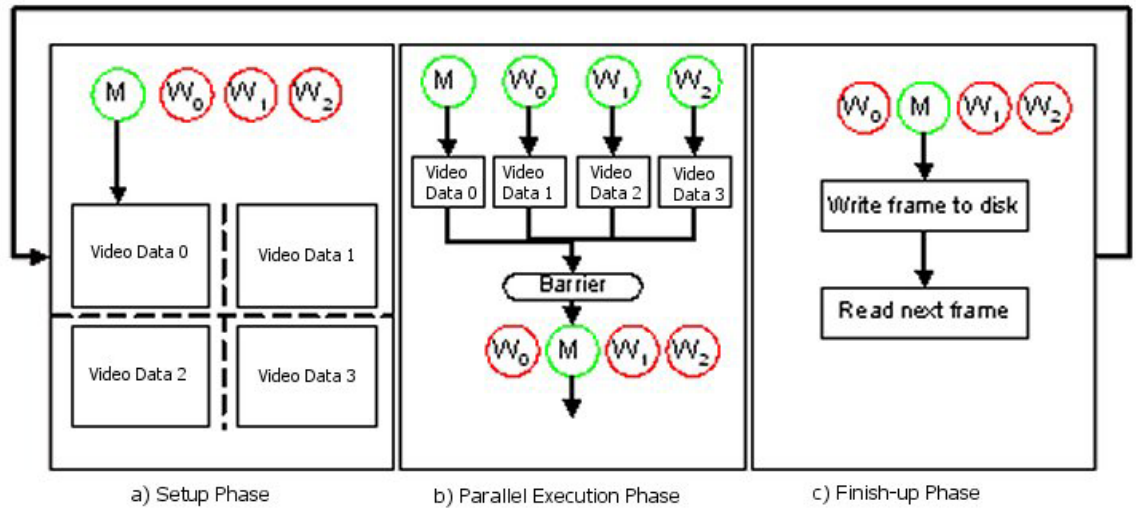 M W0 W1 W2
Video Data 0
Video Data 1
Video Data 2
Video Data 3
a) Setup Phase
M W0 W1 W2
Video
Data 0
Video
Data 1
Video
Data 2
Video
Data 3
Barrier
W0 M W1 W2
b) Parallel Execution Phase
W0 M W1 W2
Write frame to disk
Read next frame
c) Finish-up Phase